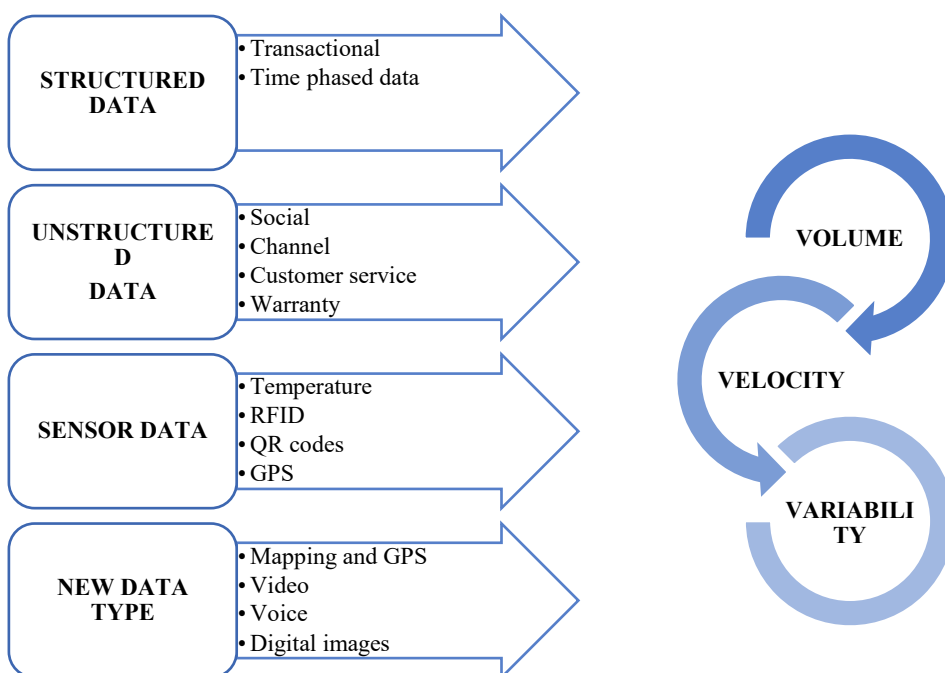 STRUCTURED
DATA
• Transactional
• Time phased data
UNSTRUCTURE
D
DATA
• Social
• Channel
• Customer service
• Warranty
SENSOR DATA
• Temperature
• RFID
• QR codes
• GPS
NEW DATA
TYPE
• Mapping and GPS
• Video
• Voice
• Digital images
VOLUME
VELOCITY
VARIABILI
TY